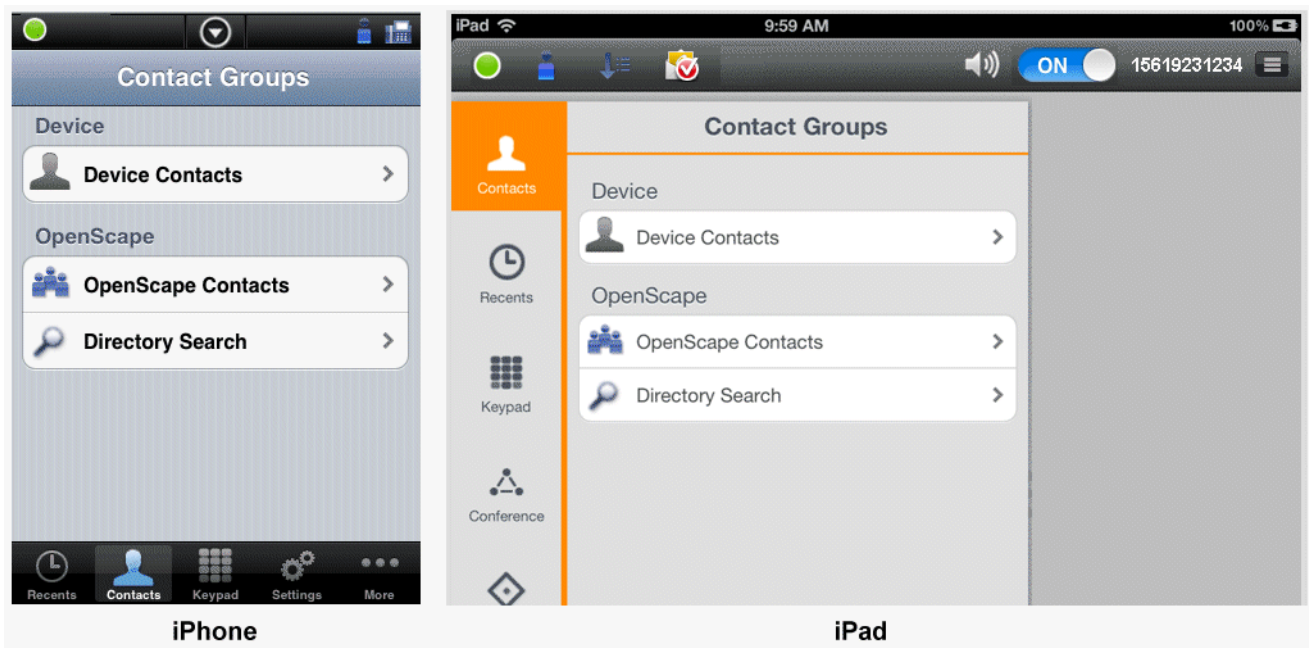 Contact Groups
Device
Device Contacts
OpenScape
OpenScape Contacts
Directory Search
Recents
Contacts
Keypad
Settings
More
iPhone
iPad
9:59 AM
100%
ON
15619231234
Contacts
Recents
Keypad
Conference
Contact Groups
Device
Device Contacts
OpenScape
OpenScape Contacts
Directory Search
iPad